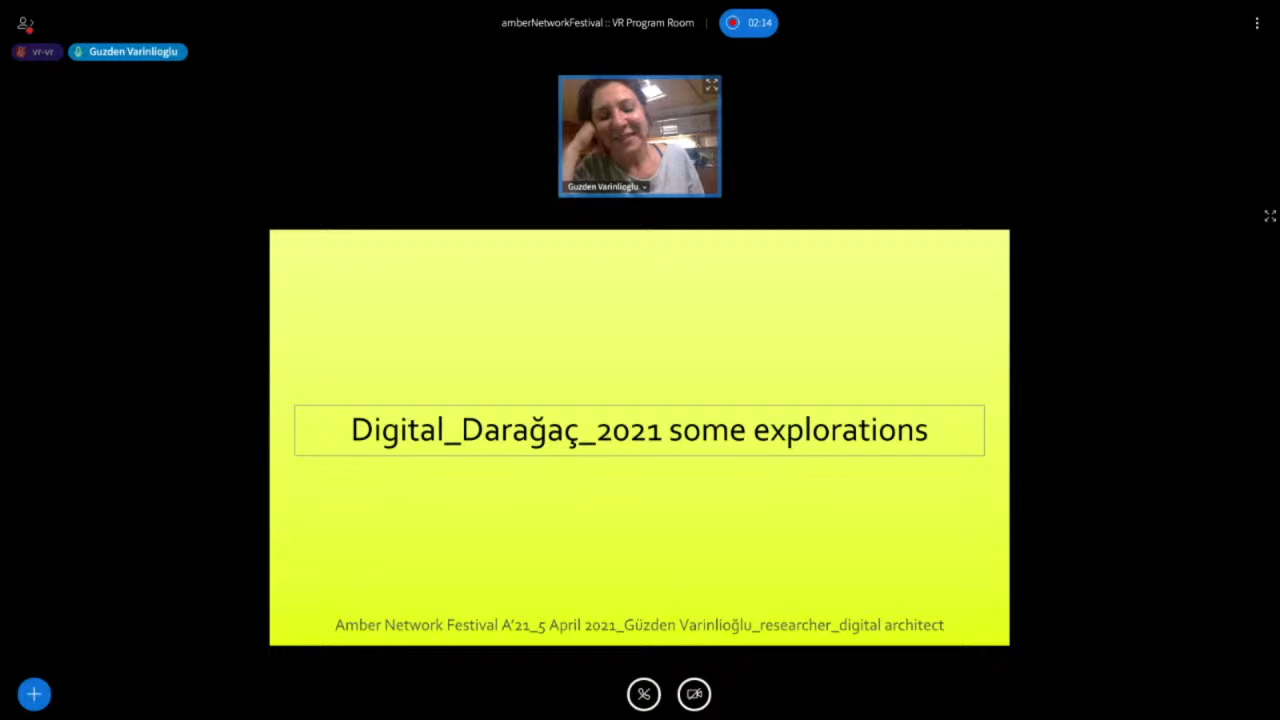 amberNetworkFestival :: VR Program Room
02:14
vr-vr
Guzden Varinlioglu
Guzden Varinlioglu
Digital_Darağaç_2021 some explorations
Amber Network Festival A'21_5 April 2021_Güzden Varinlioğlu_researcher_digital architect